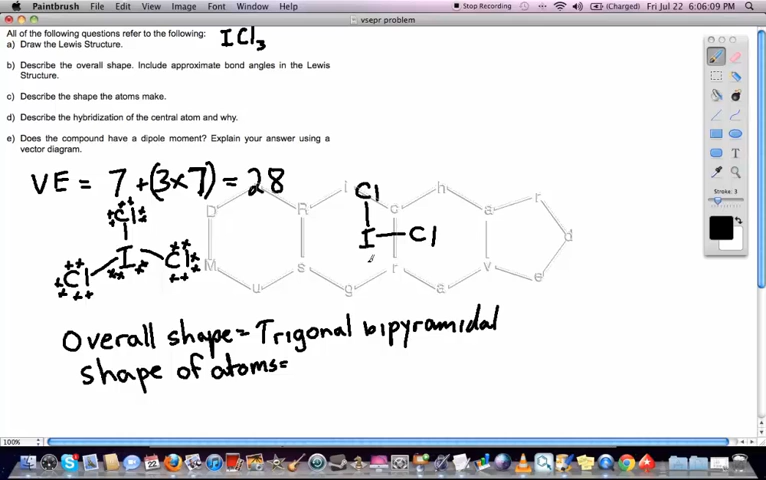 Paintbrush File Edit View Image Format Window Help Stop Recording (Charged) Fri Jul 22 6:06:09 PM
vsepr problem
All of the following questions refer to the following: ICl3
a) Draw the Lewis Structure.
b) Describe the overall shape. Include approximate bond angles in the Lewis
Structure.
c) Describe the shape the atoms make.
d) Describe the hybridization of the central atom and why.
e) Does the compound have a dipole moment? Explain your answer using a
vector diagram.
VE = 7 + (3x7) = 28
Cl
I
Cl
Cl
Cl
I Cl
D R i c h a r d
M u s g r a v e
Overall shape= Trigonal bipyramidal
shape of atoms=
T
Stroke: 3
100%
22